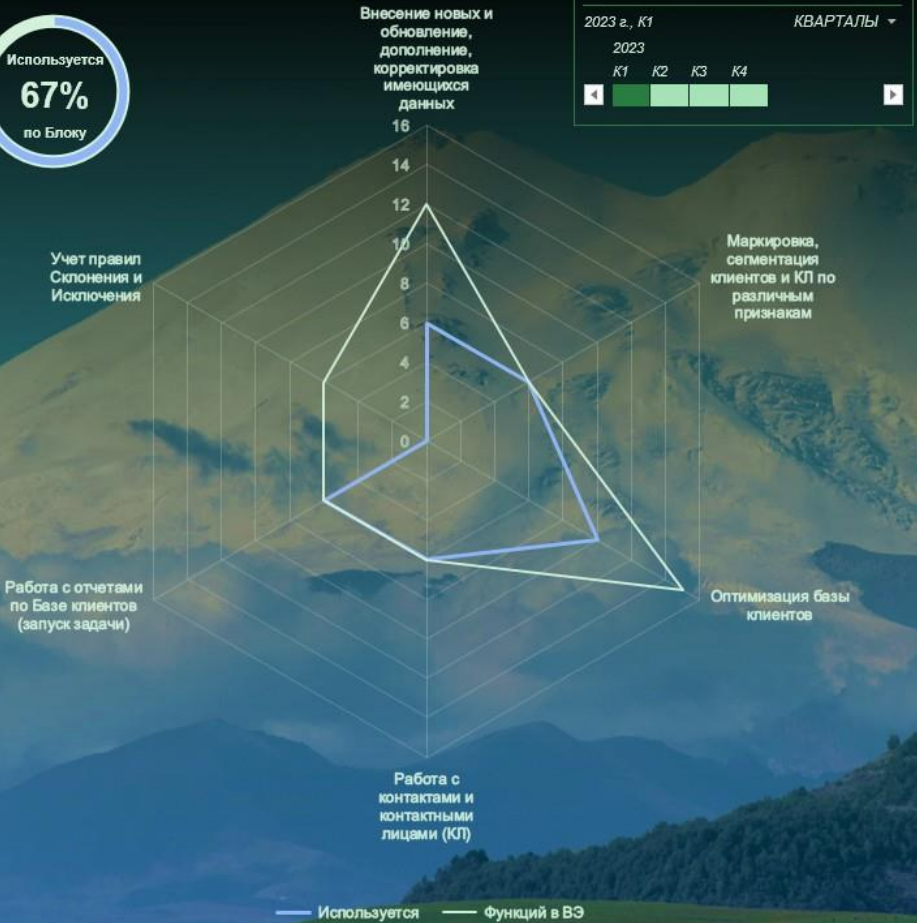 Используется
67%
по Блоку
Внесение новых и
обновление,
дополнение,
корректировка
имеющихся
данных
2023 г., К1
КВАРТАЛЫ
2023
К1 К2 К3 К4
16
14
12
10
8
6
4
2
0
Маркировка,
сегментация
клиентов и КЛ по
различным
признакам
Учет правил
Склонения и
Исключения
Работа с отчетами
по Базе клиентов
(запуск задачи)
Оптимизация базы
клиентов
Работа с
контактами и
контактными
лицами (КЛ)
Используется
Функций в ВЭ